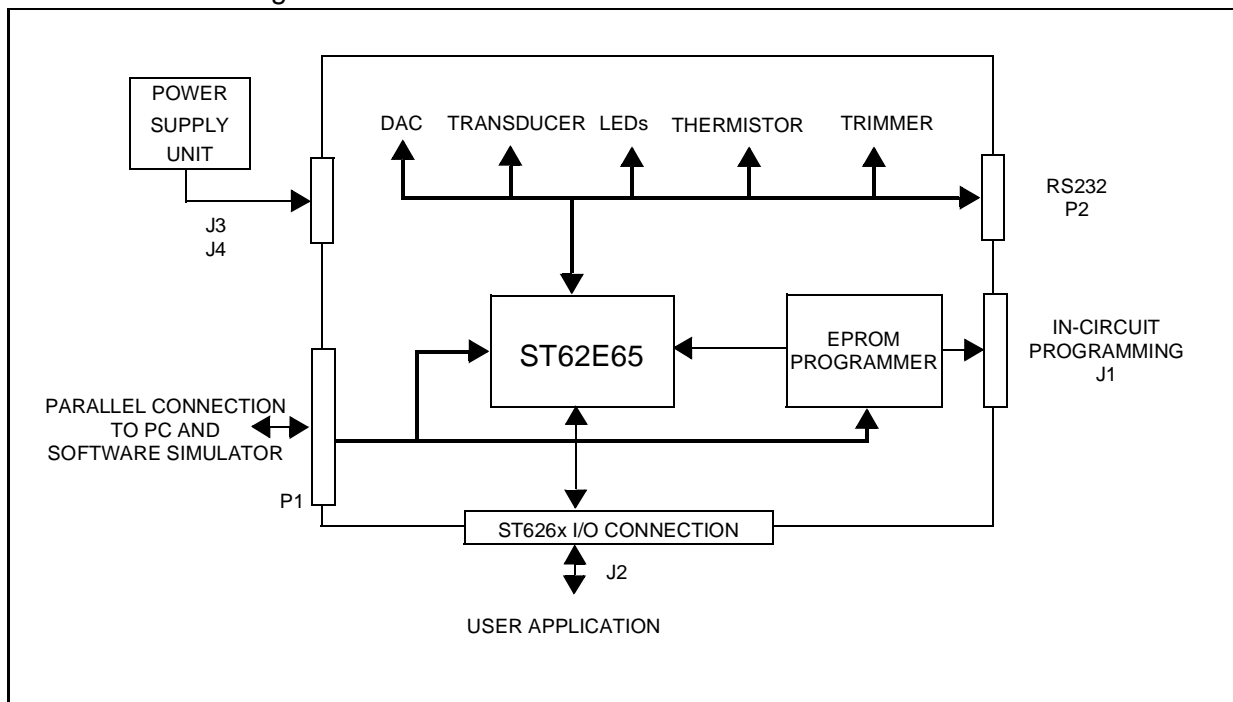 POWER
SUPPLY
UNIT
DAC TRANSDUCER LEDs THERMISTOR TRIMMER
J3
J4
RS232
P2
ST62E65
EPROM
PROGRAMMER
IN-CIRCUIT
PROGRAMMING
J1
PARALLEL CONNECTION
TO PC AND
SOFTWARE SIMULATOR
P1
ST626x I/O CONNECTION
J2
USER APPLICATION